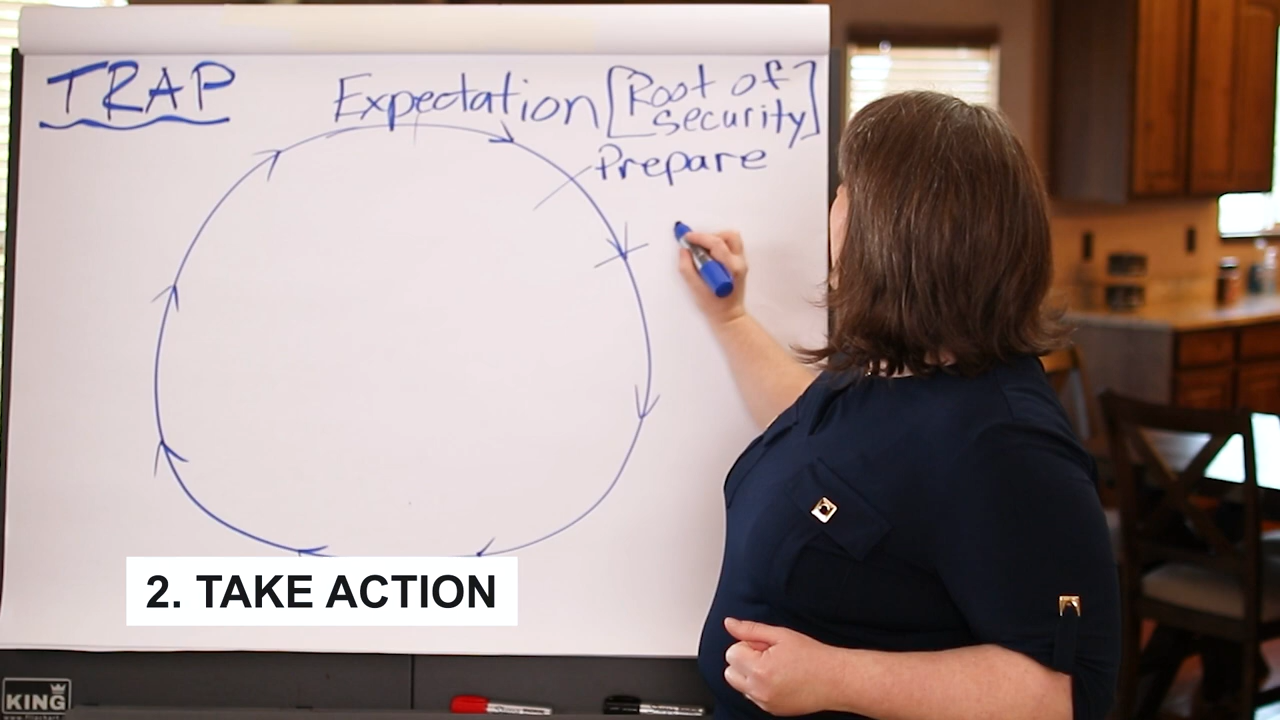 TRAP
Expectation [Root of
security]
Prepare
2. TAKE ACTION
KING